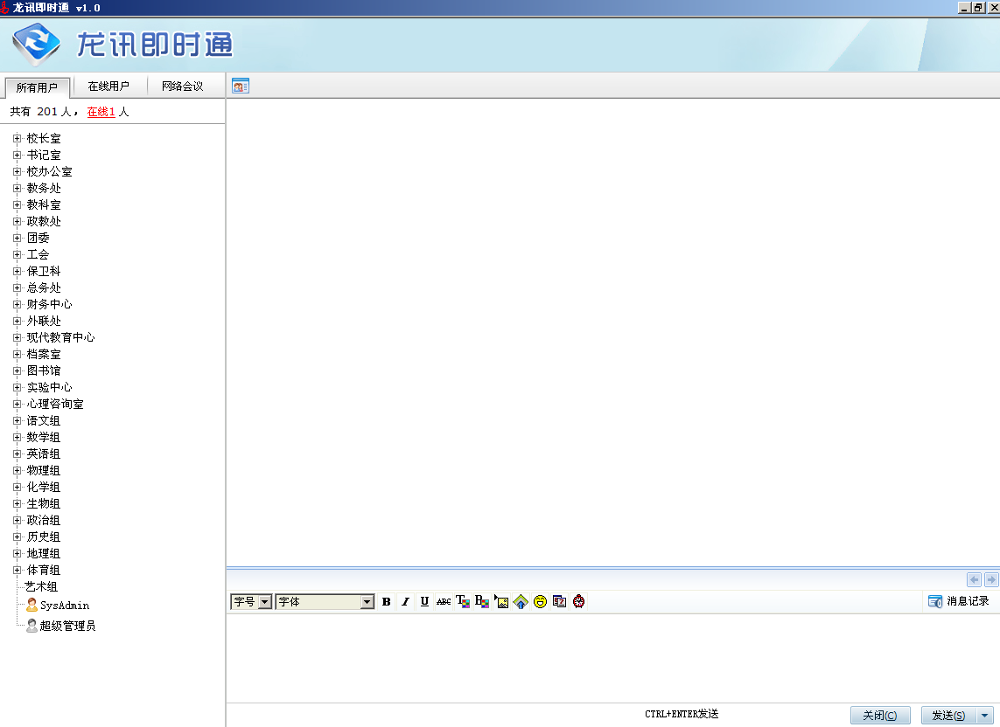 龙讯即时通 v1.0
龙讯即时通
所有用户 在线用户 网络会议
共有 201 人， 在线1 人
校长室
书记室
校办公室
教务处
教科室
政教处
团委
工会
保卫科
总务处
财务中心
外联处
现代教育中心
档案室
图书馆
实验中心
心理咨询室
语文组
数学组
英语组
物理组
化学组
生物组
政治组
历史组
地理组
体育组
艺术组
SysAdmin
超级管理员
字号 字体 B I U ABC 消息记录
CTRL+ENTER发送 关闭(C) 发送(S)